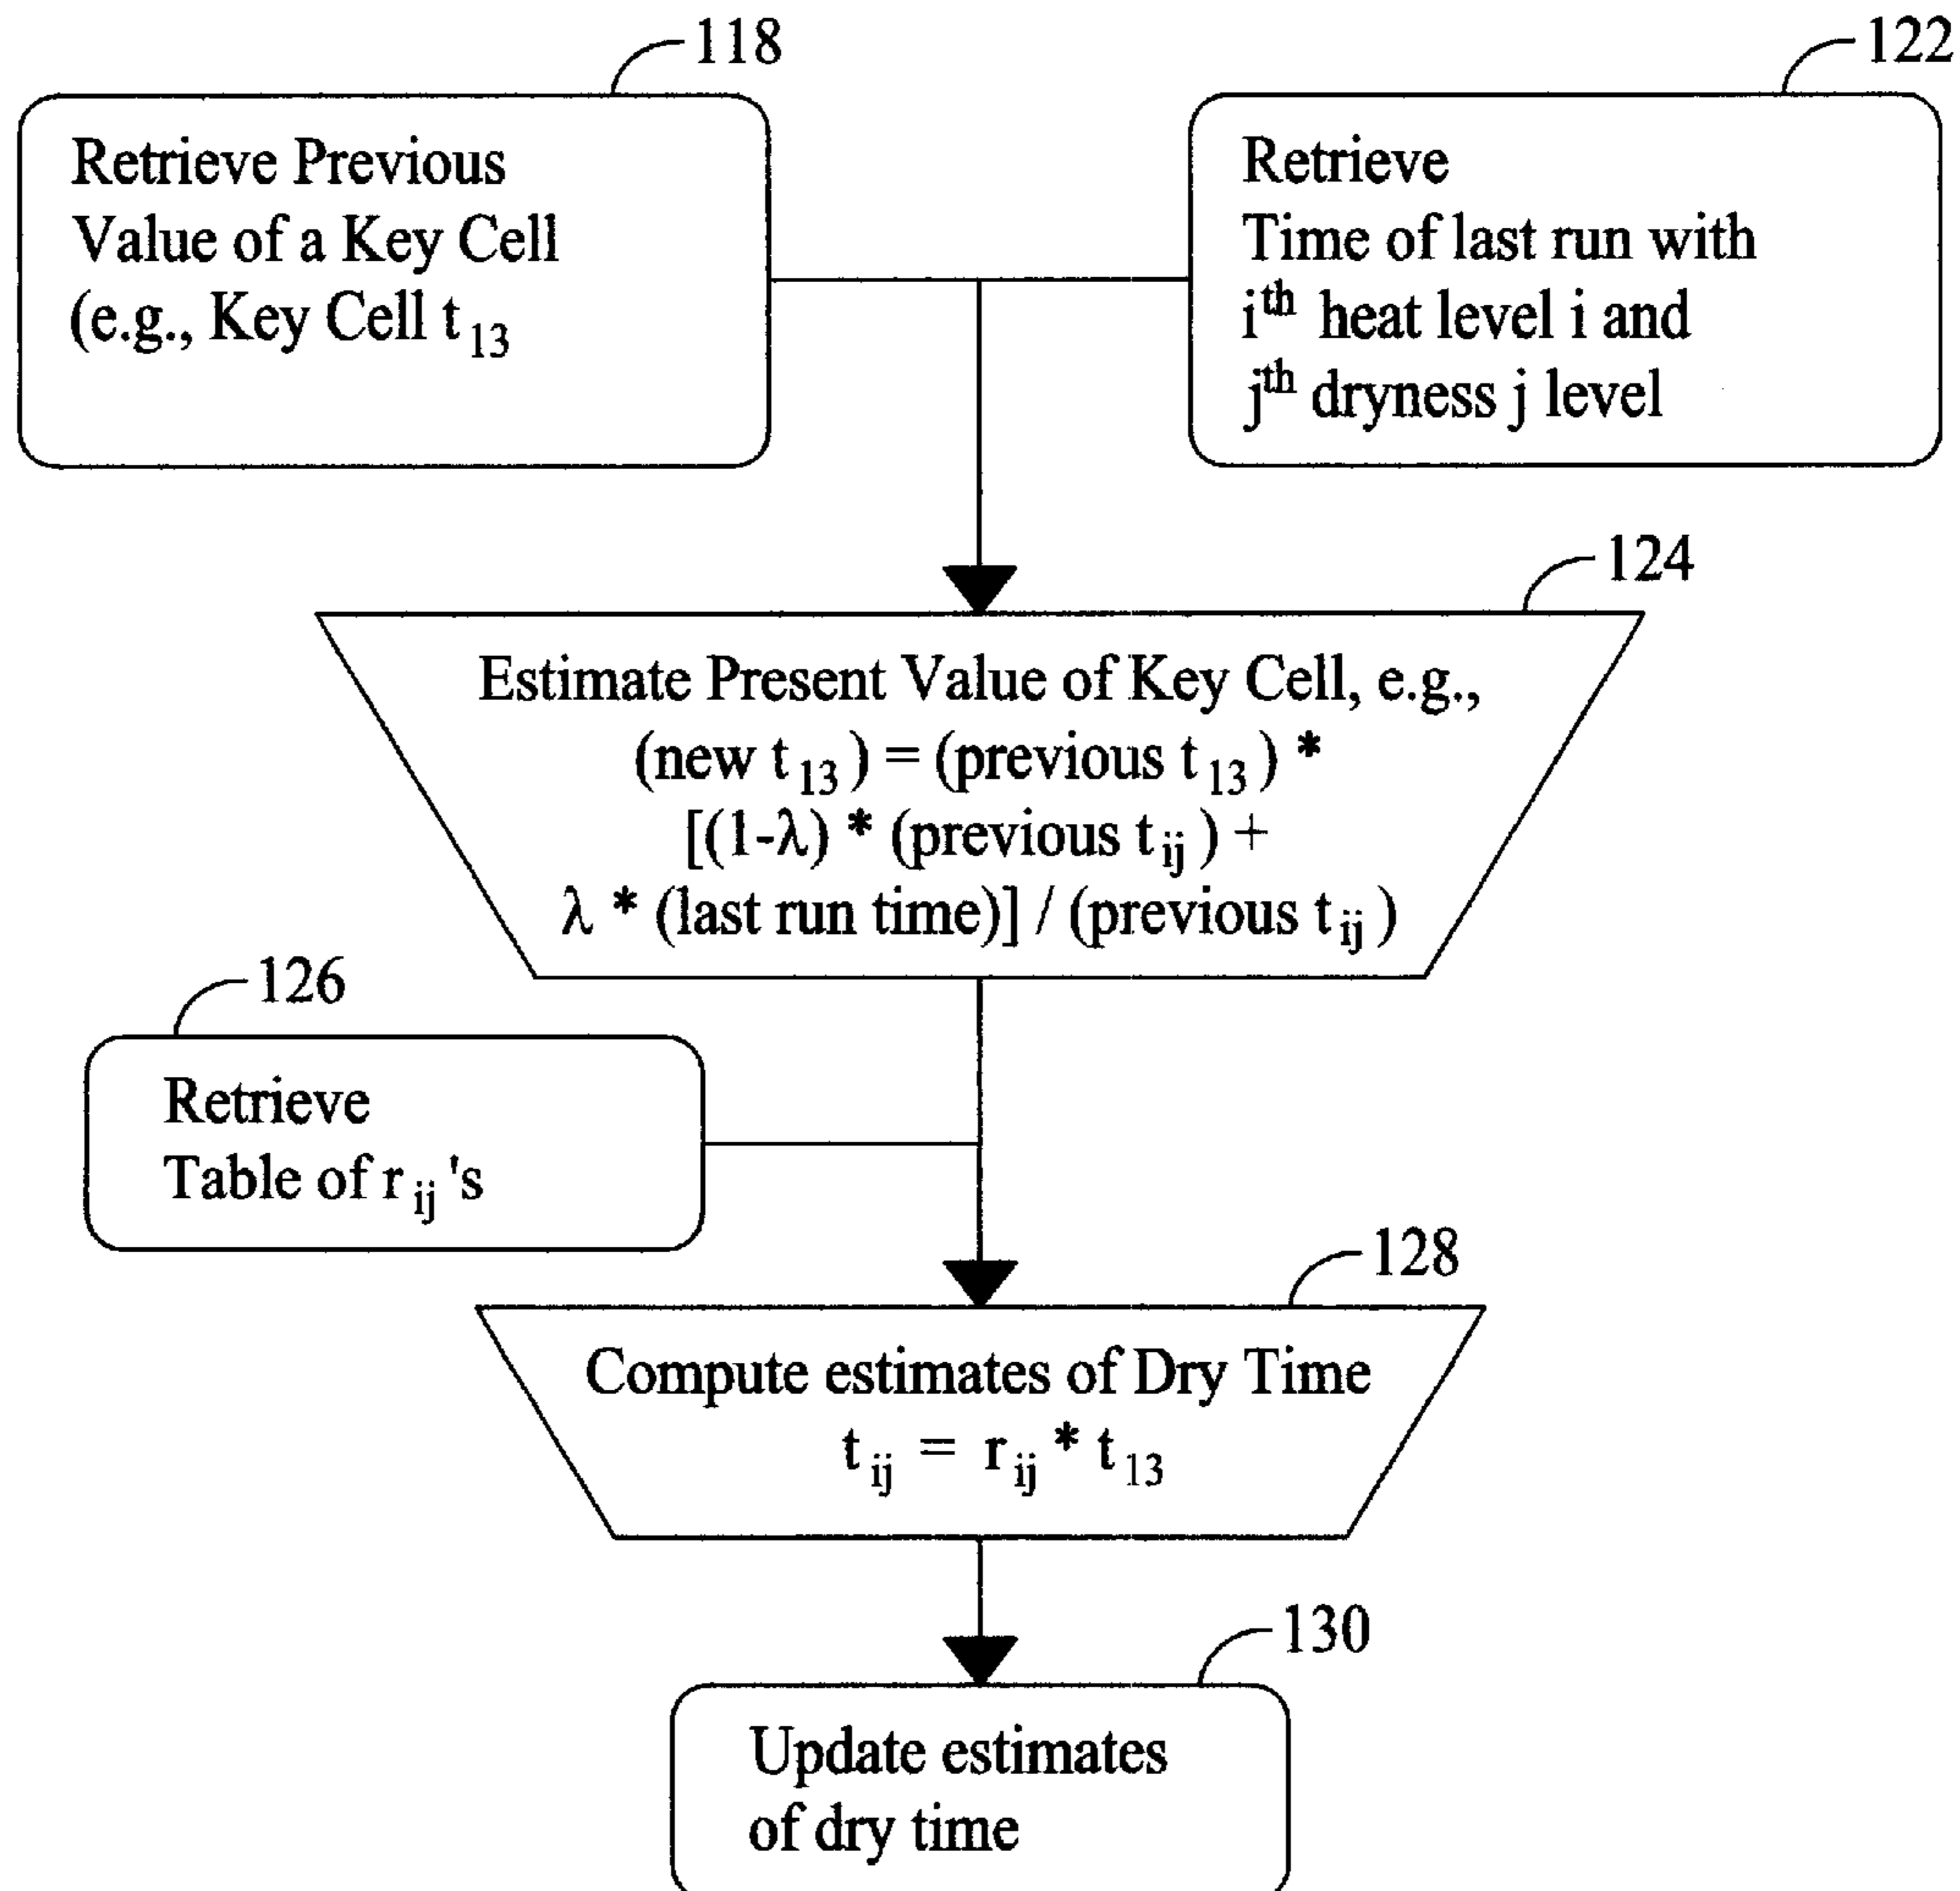 118
Retrieve Previous
Value of a Key Cell
(e.g., Key Cell t13
122
Retrieve
Time of last run with
ith heat level i and
jth dryness j level
124
Estimate Present Value of Key Cell, e.g.,
(new t13) = (previous t13) *
[(1-λ) * (previous tij) +
λ * (last run time)] / (previous tij)
126
Retrieve
Table of rij's
128
Compute estimates of Dry Time
tij = rij * t13
130
Update estimates
of dry time